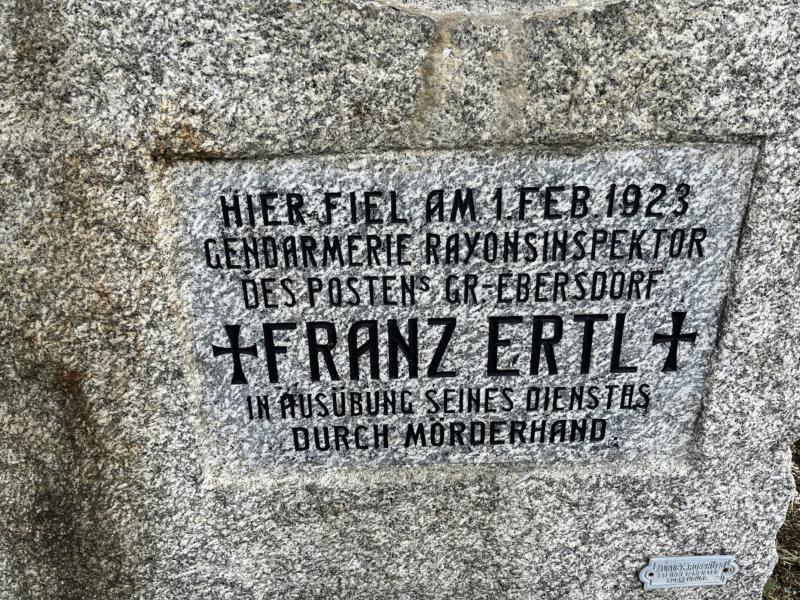 HIER FIEL AM 1. FEB. 1923
GENDARMERIE RAYONSINSPEKTOR
DES POSTENS GR-EBERSDORF
FRANZ ERTL
IN AUSÜBUNG SEINES DIENSTES
DURCH MÖRDERHAND